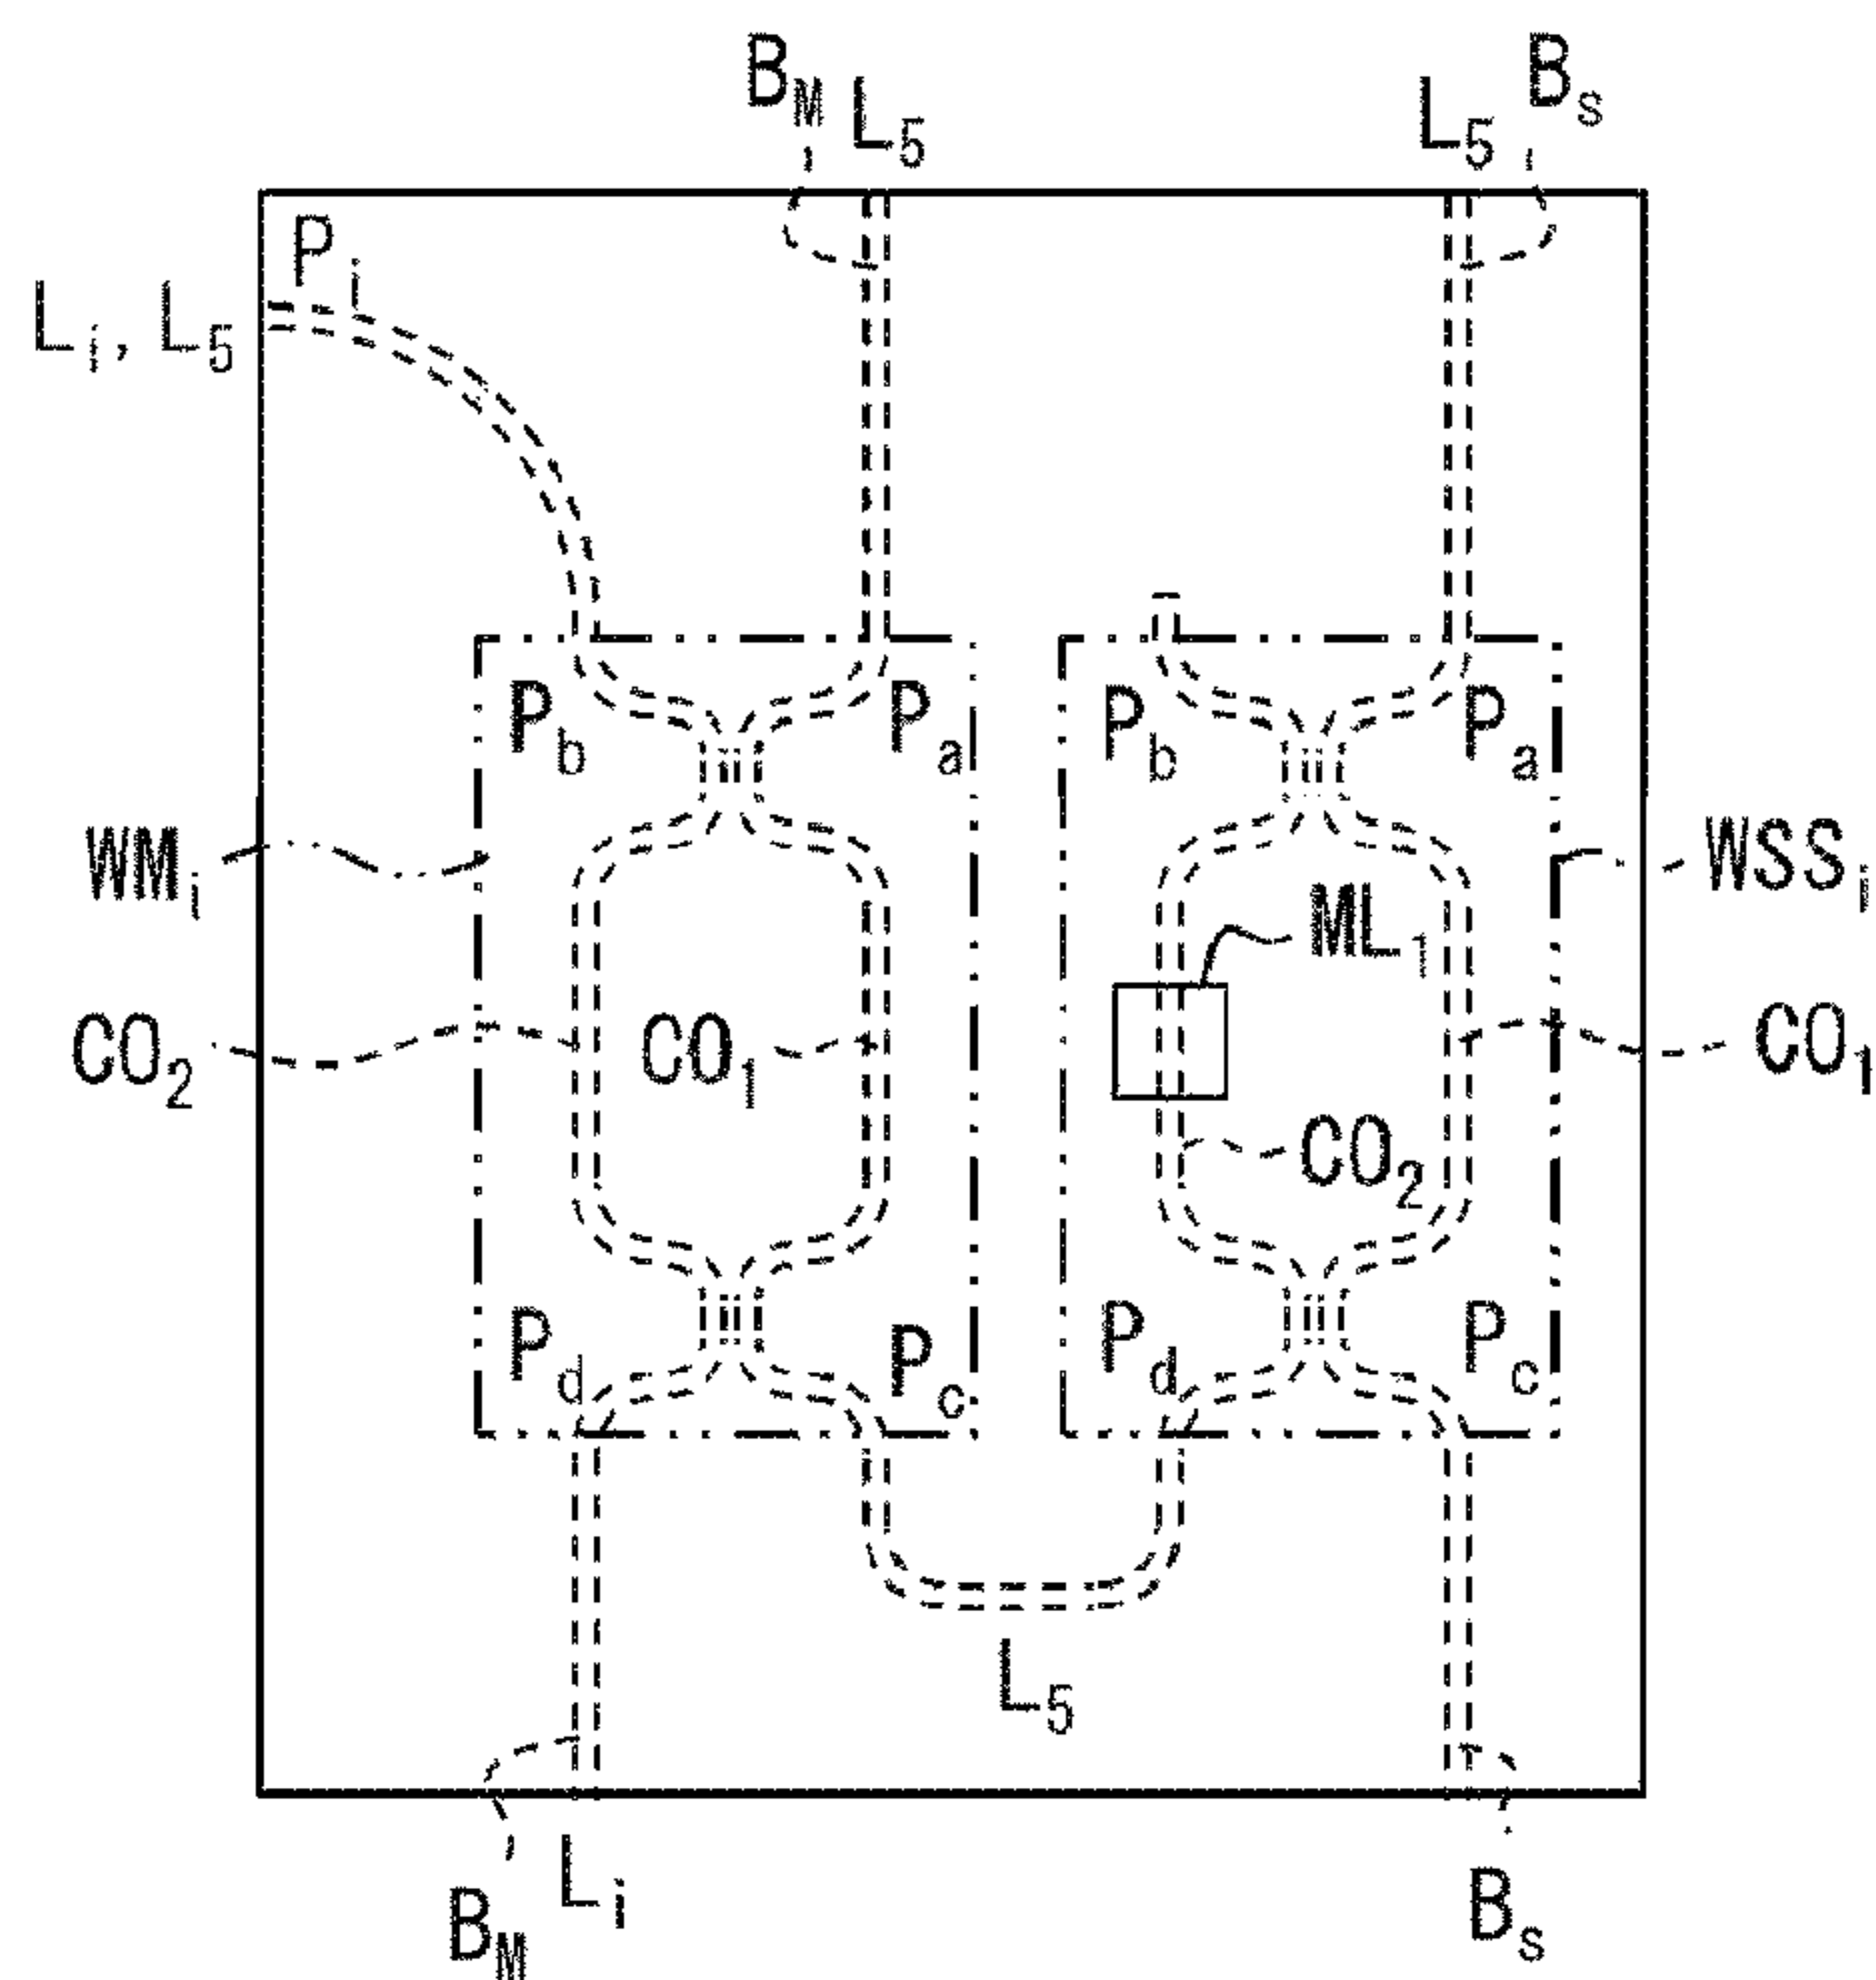 B_M L_5 L_5 B_s
P_i
L_i, L_5
P_b P_a P_b P_a
WM_i WSS_i
ML_1
CO_2 CO_1 CO_1
CO_2
P_d P_c P_d P_c
L_5
L_i
B_M B_s